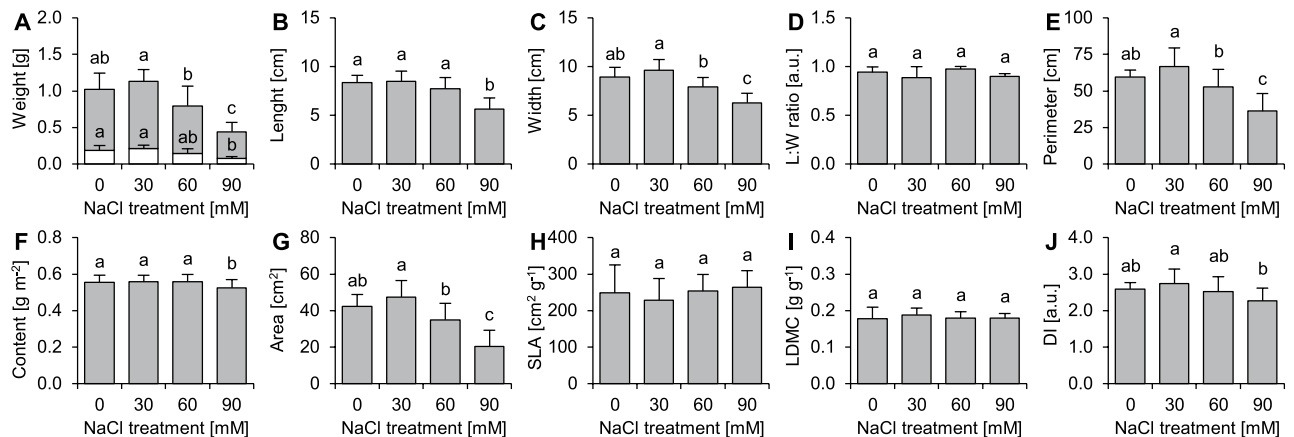 A
Weight [g]
2.0
1.5
1.0
0.5
0.0
ab a b c
a a ab b
0 30 60 90
NaCl treatment [mM]
B
Lenght [cm]
15
10
5
0
a a a b
0 30 60 90
NaCl treatment [mM]
C
Width [cm]
15
10
5
0
ab a b c
0 30 60 90
NaCl treatment [mM]
D
L:W ratio [a.u.]
1.5
1.0
0.5
0.0
a a a a
0 30 60 90
NaCl treatment [mM]
E
Perimeter [cm]
100
75
50
25
0
ab a b c
0 30 60 90
NaCl treatment [mM]
F
Content [g m-2]
0.8
0.6
0.4
0.2
0.0
a a a b
0 30 60 90
NaCl treatment [mM]
G
Area [cm2]
80
60
40
20
0
ab a b c
0 30 60 90
NaCl treatment [mM]
H
SLA [cm2 g-1]
400
300
200
100
0
a a a a
0 30 60 90
NaCl treatment [mM]
I
LDMC [g g-1]
0.4
0.3
0.2
0.1
0.0
a a a a
0 30 60 90
NaCl treatment [mM]
J
DI [a.u.]
4.0
3.0
2.0
1.0
0.0
ab a ab b
0 30 60 90
NaCl treatment [mM]